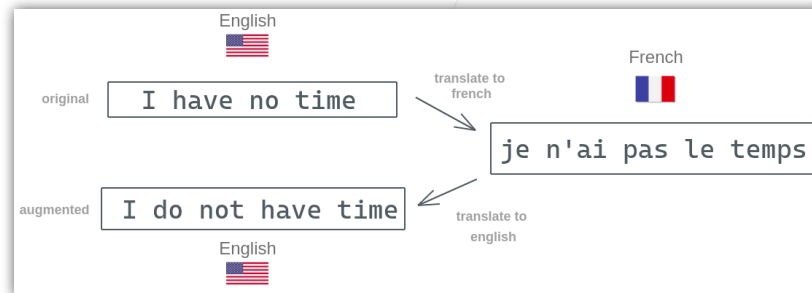 English
original
I have no time
translate to
french
French
je n'ai pas le temps
augmented
I do not have time
translate to
english
English